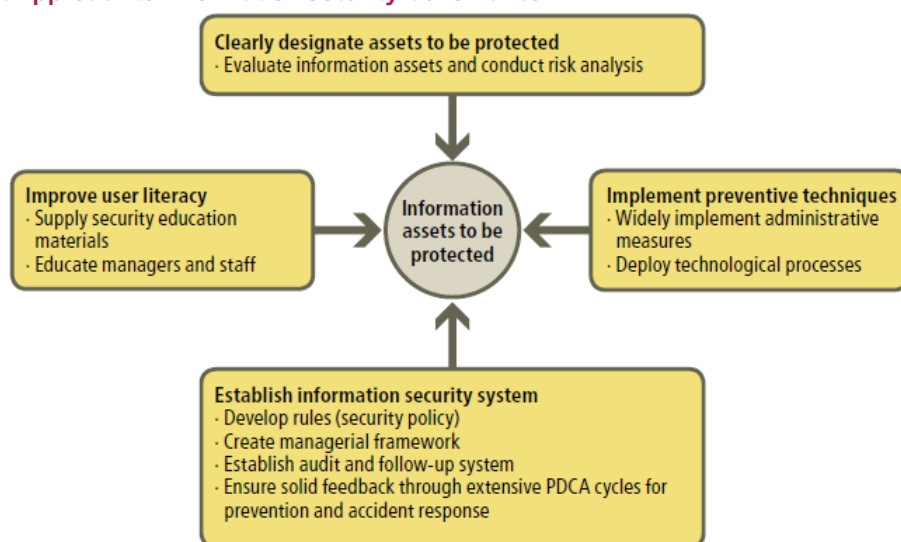 Clearly designate assets to be protected
· Evaluate information assets and conduct risk analysis
Improve user literacy
· Supply security education
materials
· Educate managers and staff
Information
assets to be
protected
Implement preventive techniques
· Widely implement administrative
measures
· Deploy technological processes
Establish information security system
· Develop rules (security policy)
· Create managerial framework
· Establish audit and follow-up system
· Ensure solid feedback through extensive PDCA cycles for
prevention and accident response